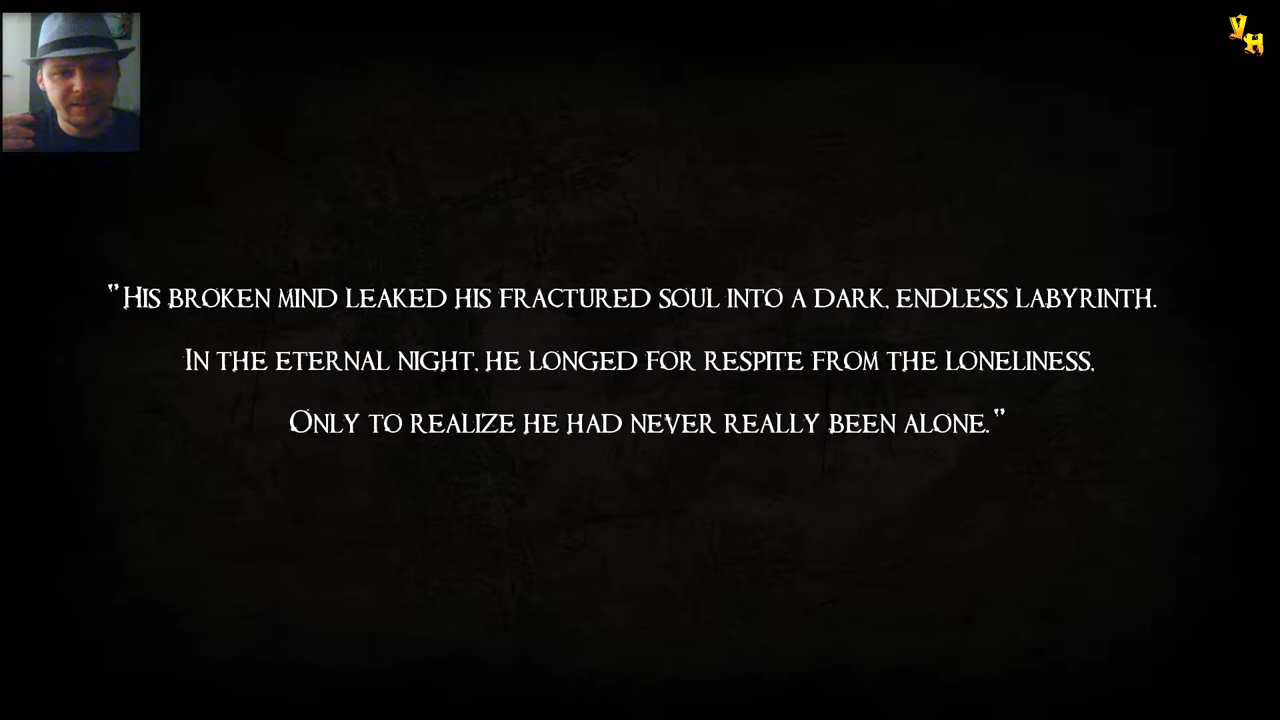 Y
H
"His broken mind leaked his fractured soul into a dark, endless labyrinth.
In the eternal night, he longed for respite from the loneliness,
Only to realize he had never really been alone."